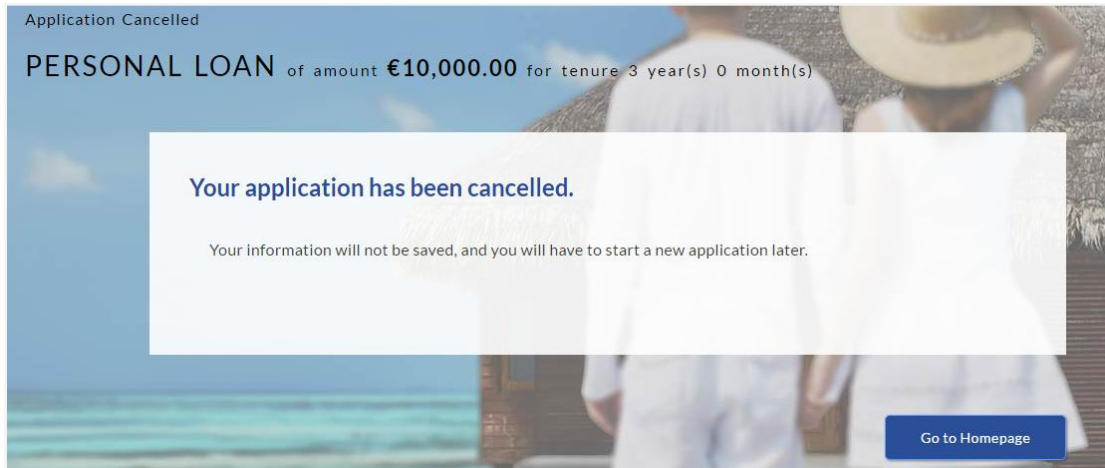 Application Cancelled
PERSONAL LOAN of amount €10,000.00 for tenure 3 year(s) 0 month(s)
Your application has been cancelled.
Your information will not be saved, and you will have to start a new application later.
Go to Homepage